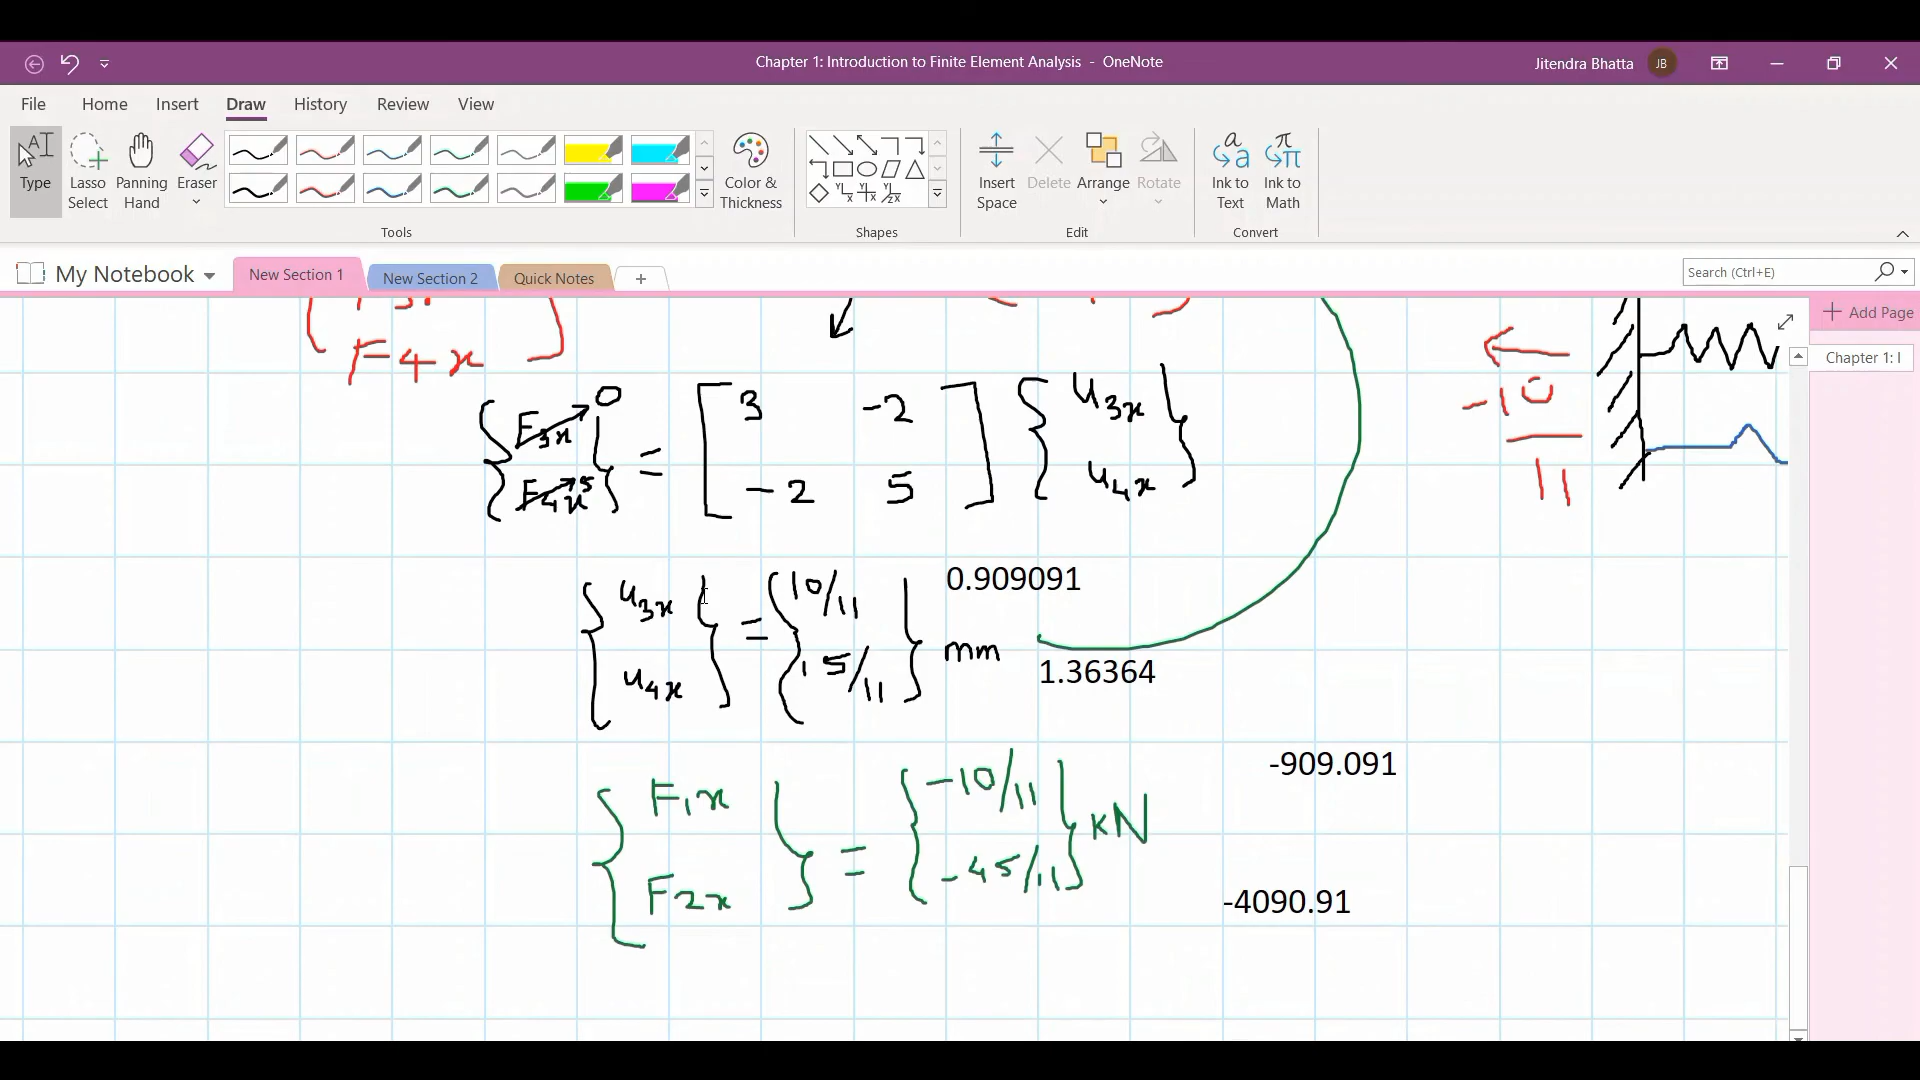 Chapter 1: Introduction to Finite Element Analysis - OneNote
Jitendra Bhatta JB
File Home Insert Draw History Review View
Type
Lasso Select
Panning Hand
Eraser
Color & Thickness
Insert Space
Delete
Arrange
Rotate
Ink to Text
Ink to Math
Tools
Shapes
Edit
Convert
My Notebook
New Section 1
New Section 2
Quick Notes
Search (Ctrl+E)
Add Page
Chapter 1: I
F4x
{F3x 0
F4x 5} = [3 -2
-2 5] {u3x
u4x}
-10
11
{u3x
u4x} = {10/11
15/11} mm
0.909091
1.36364
{F1x
F2x} = {-10/11
-45/11} kN
-909.091
-4090.91